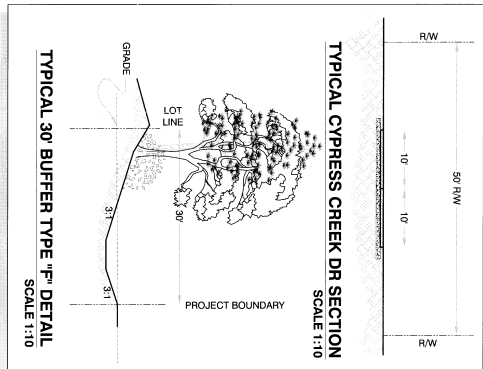 R/W
50' R/W
R/W
10'
10'
TYPICAL CYPRESS CREEK DR SECTION
SCALE 1:10
GRADE
LOT
LINE
30'
PROJECT BOUNDARY
3:1
3:1
TYPICAL 30' BUFFER TYPE "F" DETAIL
SCALE 1:10